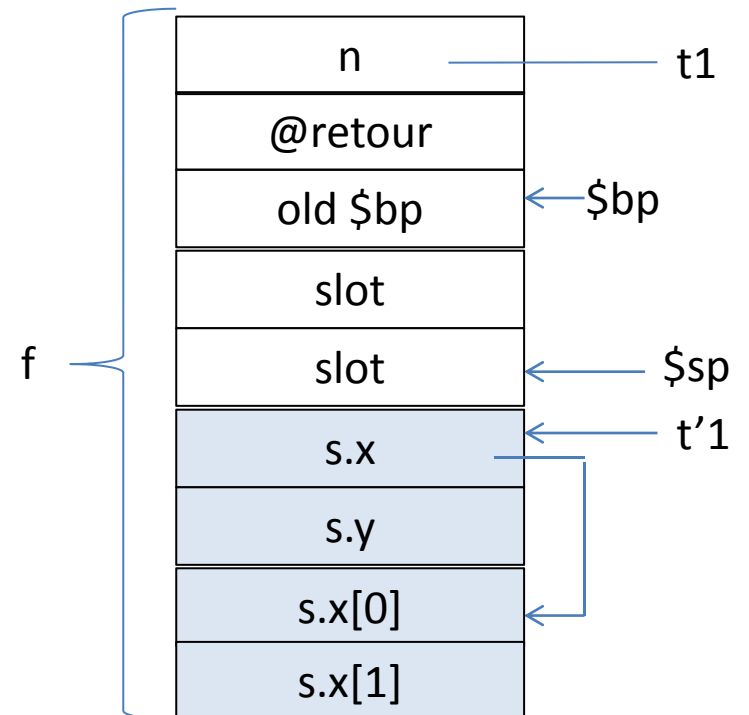 n
t1
@retour
old $bp
$bp
slot
f
slot
$sp
s.x
t’1
s.y
s.x[0]
s.x[1]